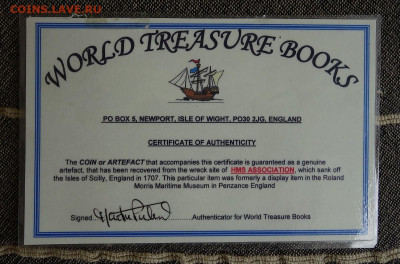 COINS.LAVE.RU
WORLD TREASURE BOOKS
PO BOX 5, NEWPORT, ISLE OF WIGHT, PO30 2JG, ENGLAND
CERTIFICATE OF AUTHENTICITY
The COIN or ARTEFACT that accompanies this certificate is guaranteed as a genuine
artefact, that has been recovered from the wreck site of HMS ASSOCIATION, which sank off
the Isles of Scilly, England in 1707. This particular item was formerly a display item in the Roland
Morris Maritime Museum in Penzance England
Signed Authenticator for World Treasure Books